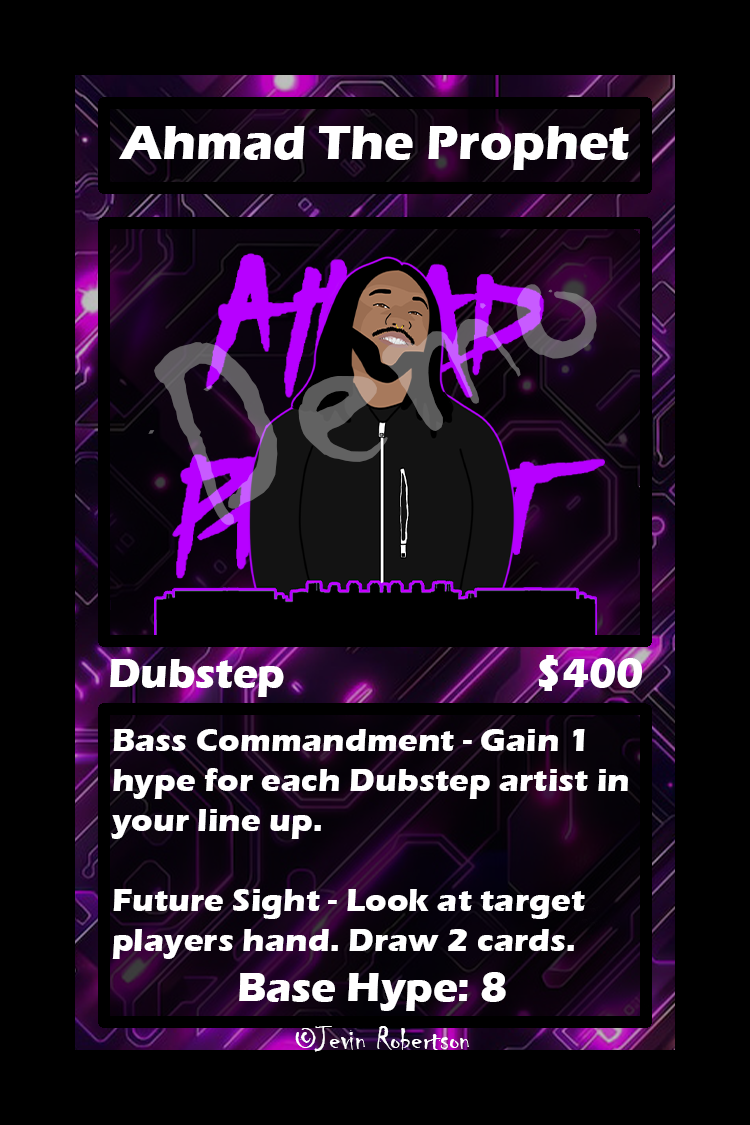 Ahmad The Prophet
Demo
Dubstep
$400
Bass Commandment - Gain 1
hype for each Dubstep artist in
your line up.
Future Sight - Look at target
players hand. Draw 2 cards.
Base Hype: 8
©Jevin Robertson